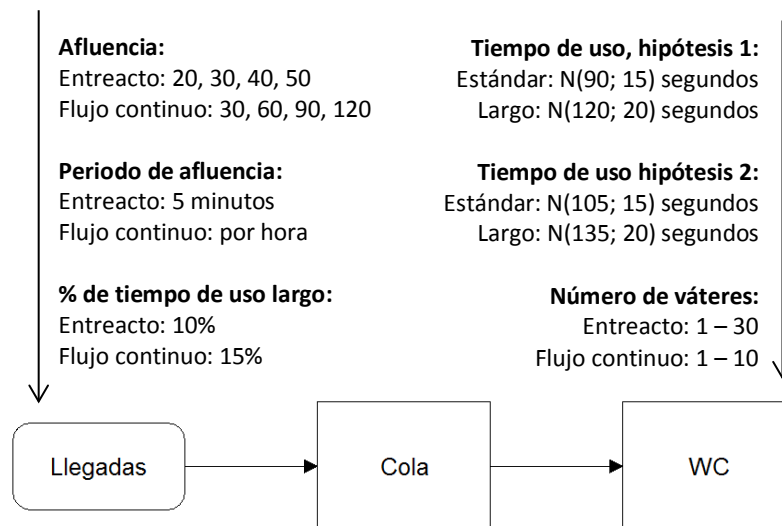 Afluencia:
Entreacto: 20, 30, 40, 50
Flujo continuo: 30, 60, 90, 120
Periodo de afluencia:
Entreacto: 5 minutos
Flujo continuo: por hora
% de tiempo de uso largo:
Entreacto: 10%
Flujo continuo: 15%
Tiempo de uso, hipótesis 1:
Estándar: N(90; 15) segundos
Largo: N(120; 20) segundos
Tiempo de uso hipótesis 2:
Estándar: N(105; 15) segundos
Largo: N(135; 20) segundos
Número de váteres:
Entreacto: 1 – 30
Flujo continuo: 1 – 10
Llegadas
Cola
WC